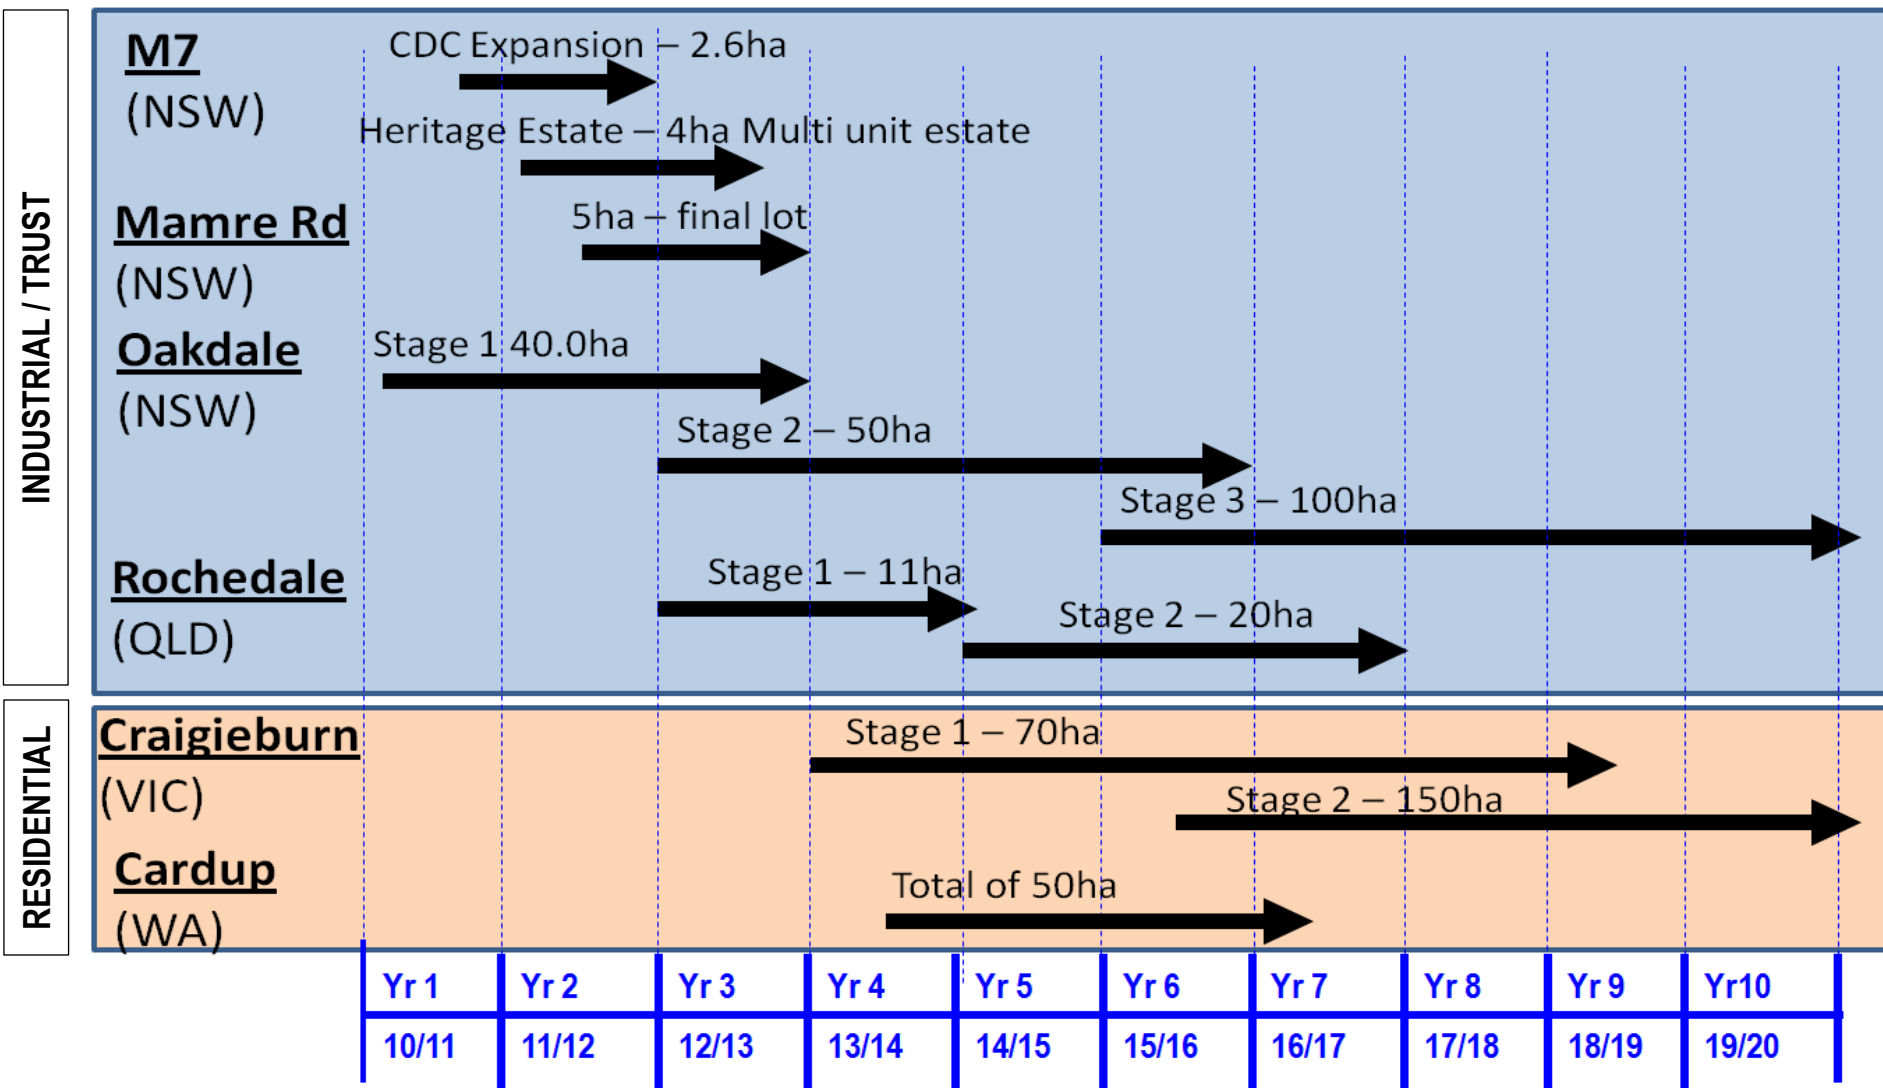 INDUSTRIAL / TRUST
M7
(NSW)
CDC Expansion – 2.6ha
Heritage Estate – 4ha Multi unit estate
Mamre Rd
(NSW)
5ha – final lot
Oakdale
(NSW)
Stage 1 40.0ha
Stage 2 – 50ha
Stage 3 – 100ha
Rochedale
(QLD)
Stage 1 – 11ha
Stage 2 – 20ha
RESIDENTIAL
Craigieburn
(VIC)
Stage 1 – 70ha
Stage 2 – 150ha
Cardup
(WA)
Total of 50ha
Yr 1 Yr 2 Yr 3 Yr 4 Yr 5 Yr 6 Yr 7 Yr 8 Yr 9 Yr10
10/11 11/12 12/13 13/14 14/15 15/16 16/17 17/18 18/19 19/20